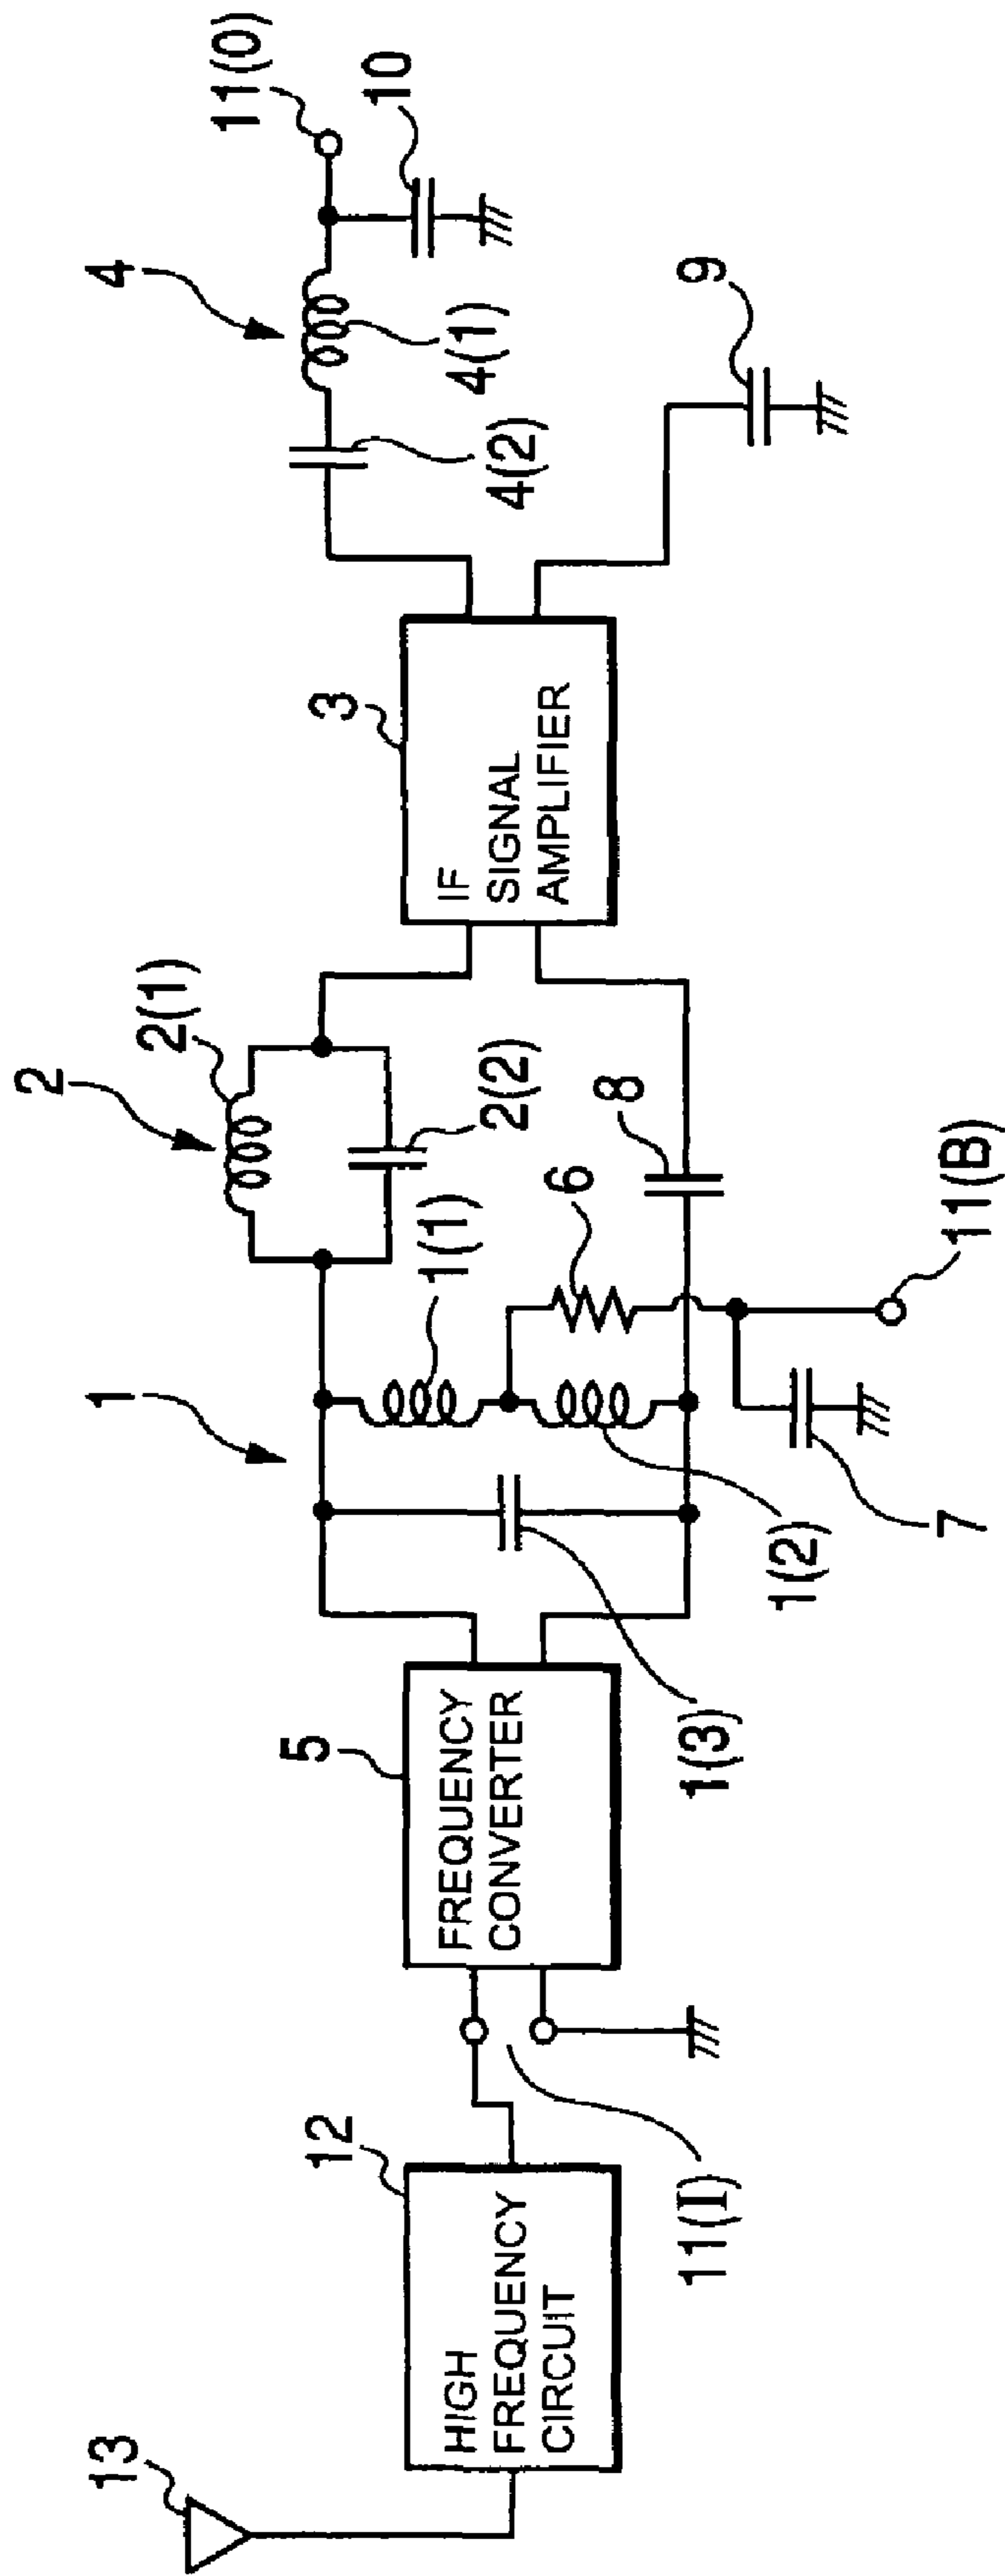 13
12
HIGH
FREQUENCY
CIRCUIT
11(I)
5
FREQUENCY
CONVERTER
1
1(3)
1(1)
1(2)
6
7
11(B)
8
2
2(1)
2(2)
3
IF
SIGNAL
AMPLIFIER
4
4(2)
4(1)
9
11(0)
10